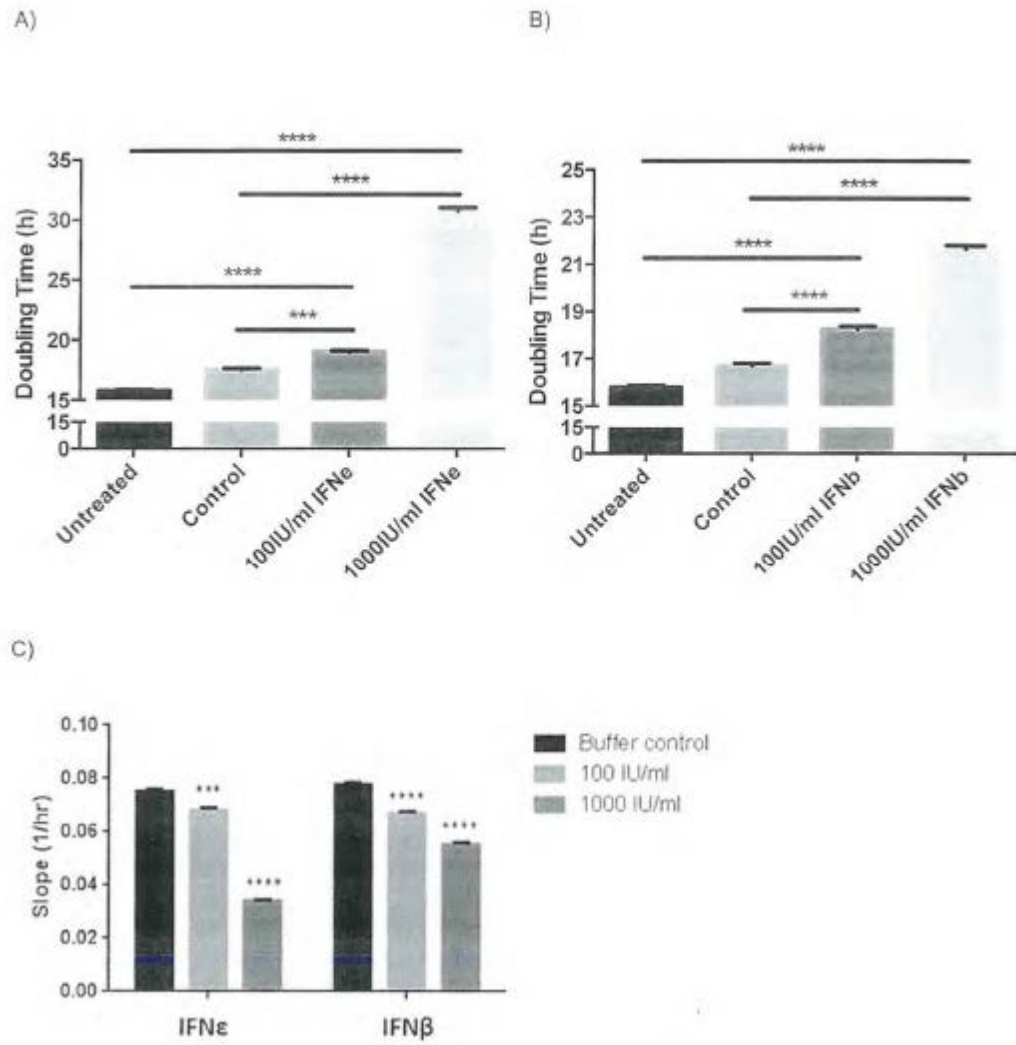 A)
B)
****
****
****
***
Doubling Time (h)
35
30
25
20
15
15
0
Untreated
Control
100IU/ml IFNe
1000IU/ml IFNe
****
****
****
****
Doubling Time (h)
25
23
21
19
17
15
15
0
Untreated
Control
100IU/ml IFNb
1000IU/ml IFNb
C)
Slope (1/hr)
0.10
0.08
0.06
0.04
0.02
0.00
***
****
****
****
IFNε
IFNβ
Buffer control
100 IU/ml
1000 IU/ml